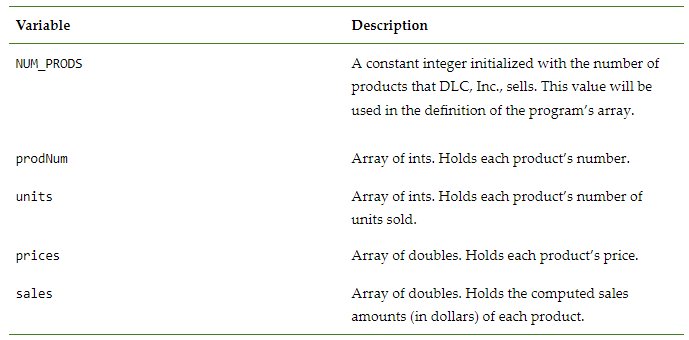 Variable Description
NUM_PRODS A constant integer initialized with the number of
products that DLC, Inc., sells. This value will be
used in the definition of the program’s array.
prodNum Array of ints. Holds each product’s number.
units Array of ints. Holds each product’s number of
units sold.
prices Array of doubles. Holds each product’s price.
sales Array of doubles. Holds the computed sales
amounts (in dollars) of each product.